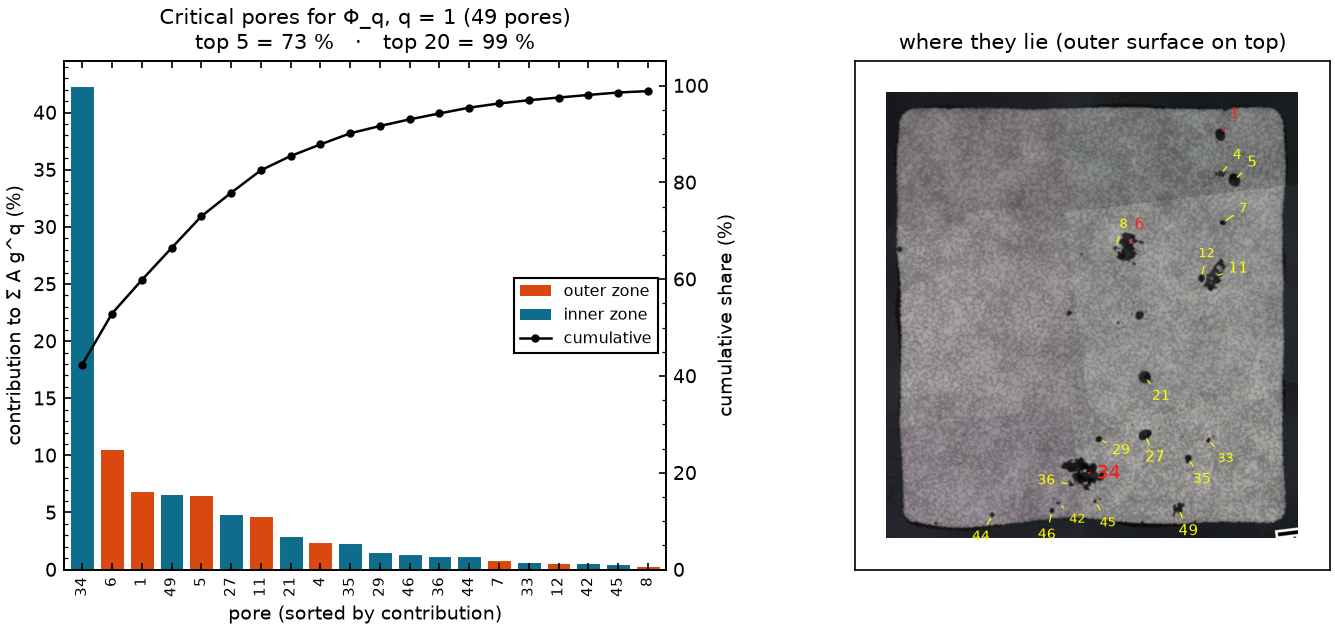 Critical pores for Φ_q, q = 1 (49 pores)
top 5 = 73 % · top 20 = 99 %
contribution to Σ A g^q (%)
0
5
10
15
20
25
30
35
40
cumulative share (%)
0
20
40
60
80
100
outer zone
inner zone
cumulative
34 6 1 49 5 27 11 21 4 35 29 46 36 44 7 33 12 42 45 8
pore (sorted by contribution)
where they lie (outer surface on top)
1
4 5
7
8 6
12 11
21
29 27 33
34 35
36
42 45
44 46 49